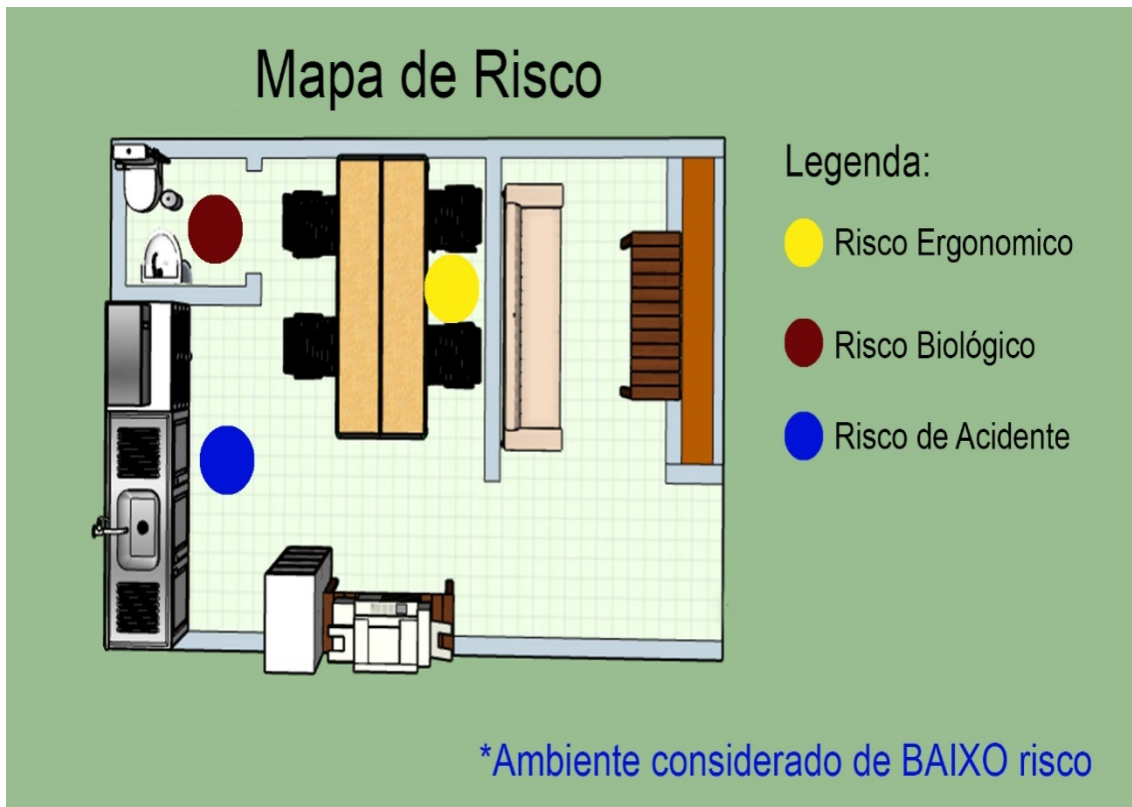 Mapa de Risco
Legenda:
Risco Ergonomico
Risco Biológico
Risco de Acidente
*Ambiente considerado de BAIXO risco